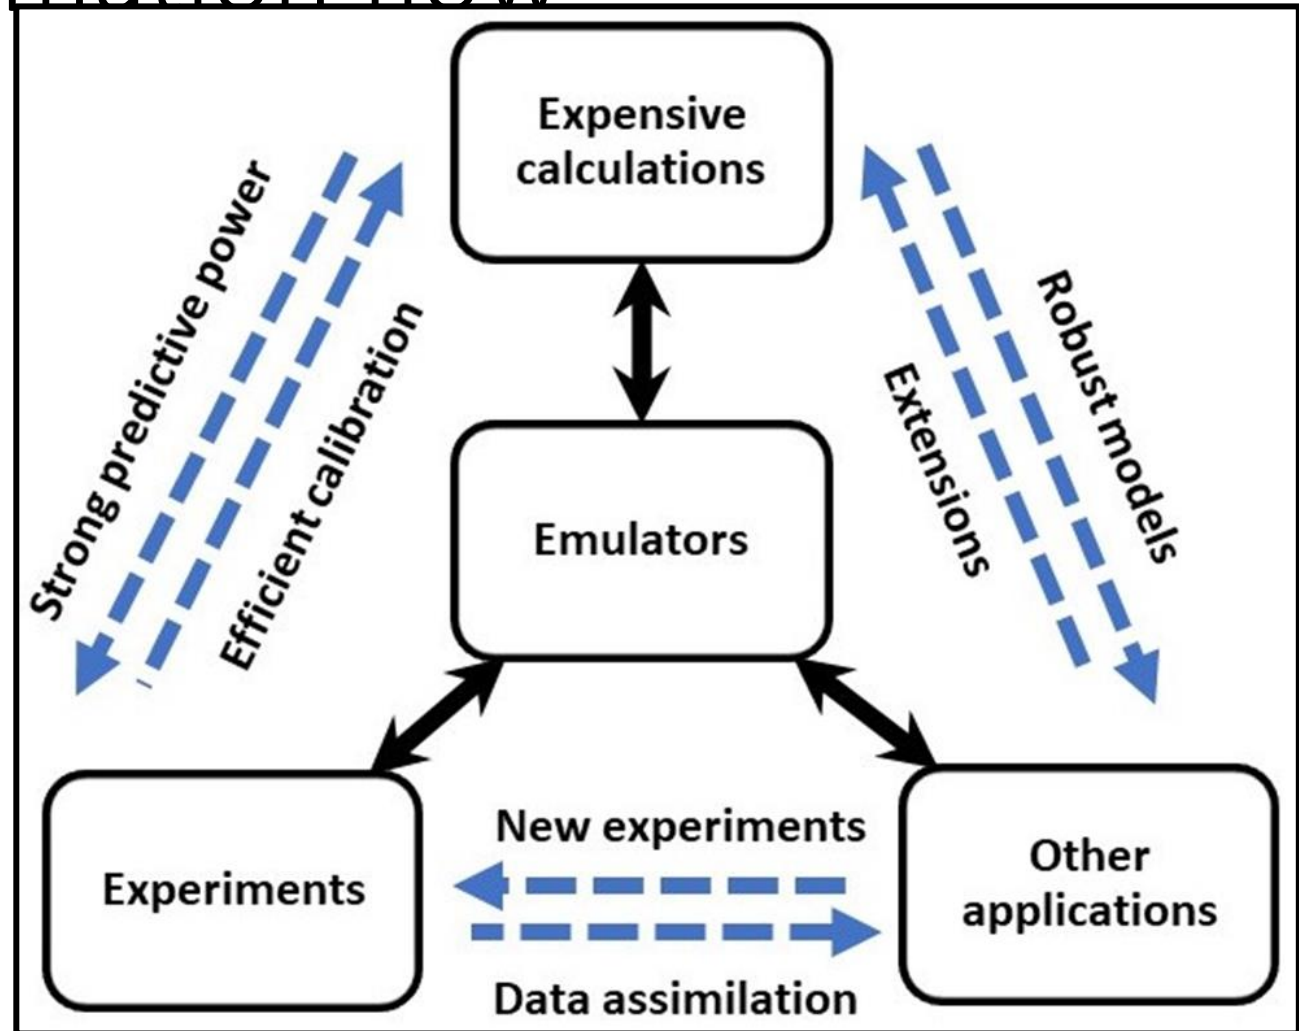 Expensive
calculations
Strong predictive power
Efficient calibration
Extensions
Robust models
Emulators
New experiments
Experiments
Other
applications
Data assimilation